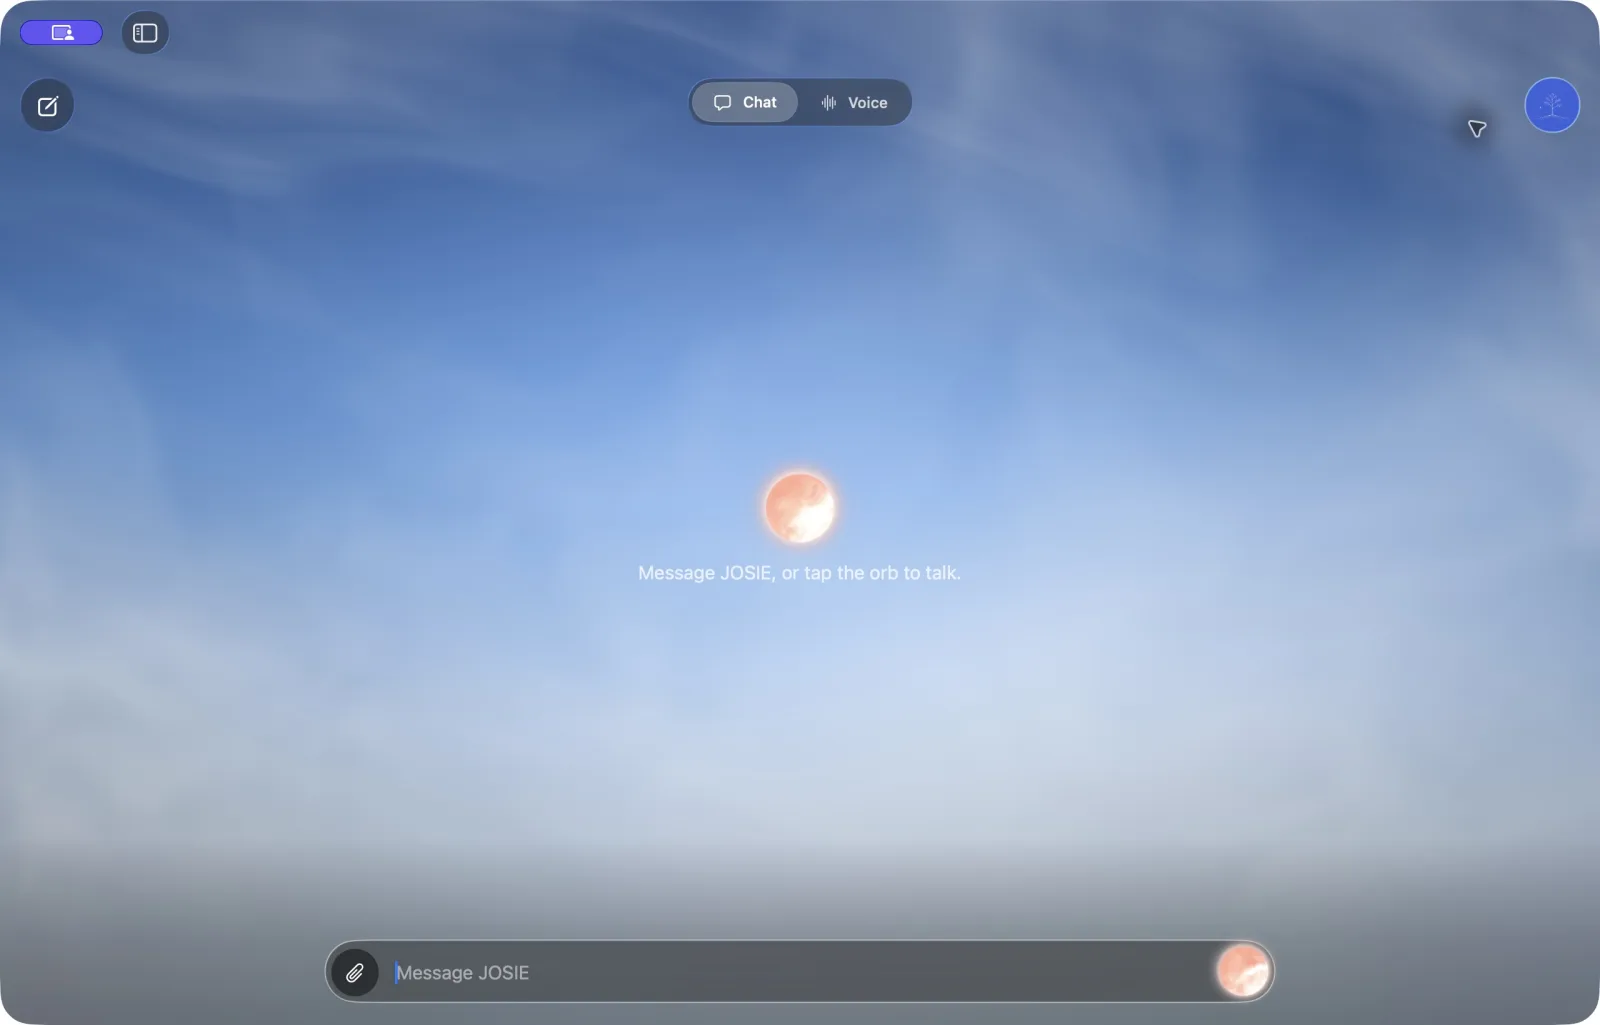 Chat
Voice
Message JOSIE, or tap the orb to talk.
Message JOSIE